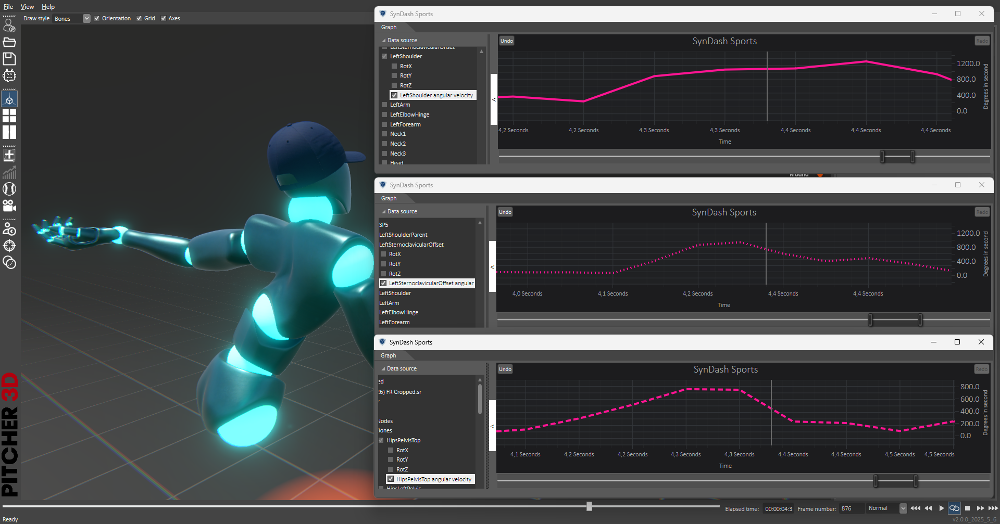 File View Help
Draw style Bones Orientation Grid Axes
SynDash Sports
Graph
Data source
LeftSternoclavicularOffset
LeftShoulder
RotX
RotY
RotZ
LeftShoulder angular velocity
LeftArm
LeftElbowHinge
LeftForearm
Neck1
Neck2
Neck3
Head
<
Undo
SynDash Sports
Redo
1200.0
800.0
400.0
0.0
Degrees in second
4,2 Seconds 4,2 Seconds 4,3 Seconds 4,3 Seconds 4,4 Seconds 4,4 Seconds 4,4 Seconds
Time
Mound
SynDash Sports
Graph
Data source
SP5
LeftShoulderParent
LeftSternoclavicularOffset
RotX
RotY
RotZ
LeftSternoclavicularOffset angular
LeftShoulder
LeftArm
LeftElbowHinge
LeftForearm
<
Undo
SynDash Sports
Redo
1200.0
800.0
400.0
0.0
Degrees in second
4,0 Seconds 4,1 Seconds 4,2 Seconds 4,4 Seconds 4,4 Seconds
Time
SynDash Sports
Graph
Data source
ed
26) FR Cropped.sr
Nodes
Bones
HipsPelvisTop
RotX
RotY
RotZ
HipsPelvisTop angular velocity
HipsLeftPelvis
<
Undo
SynDash Sports
Redo
800.0
600.0
400.0
200.0
0.0
Degrees in second
4,1 Seconds 4,2 Seconds 4,2 Seconds 4,3 Seconds 4,3 Seconds 4,4 Seconds 4,4 Seconds 4,5 Seconds 4,5 Seconds
Time
PITCHER 3D
Elapsed time: 00:00:04:3 Frame number: 876 Normal
Ready
v2.0.0_2025_5_6